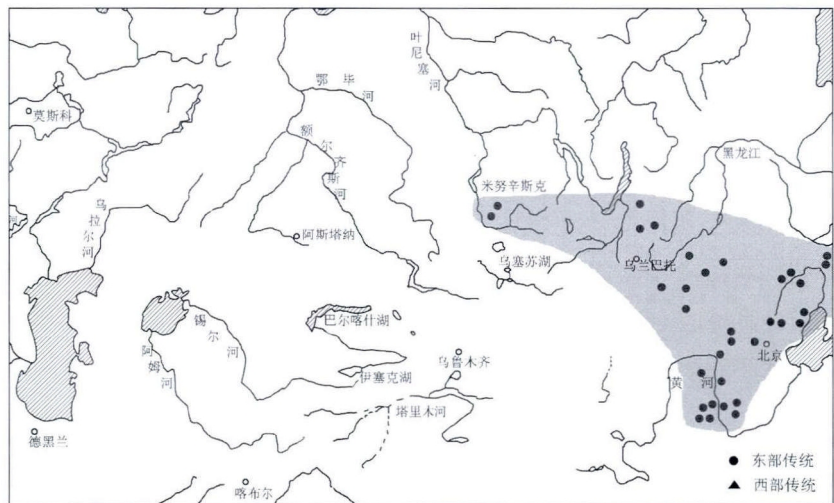 叶尼塞河
鄂毕河
莫斯科
额尔齐斯河
黑龙江
米努辛斯克
乌拉尔河
阿斯塔纳
乌塞苏湖
乌兰巴托
锡尔河
巴尔喀什湖
阿姆河
乌鲁木齐
北京
伊塞克湖
黄河
塔里木河
德黑兰
喀布尔
东部传统
西部传统